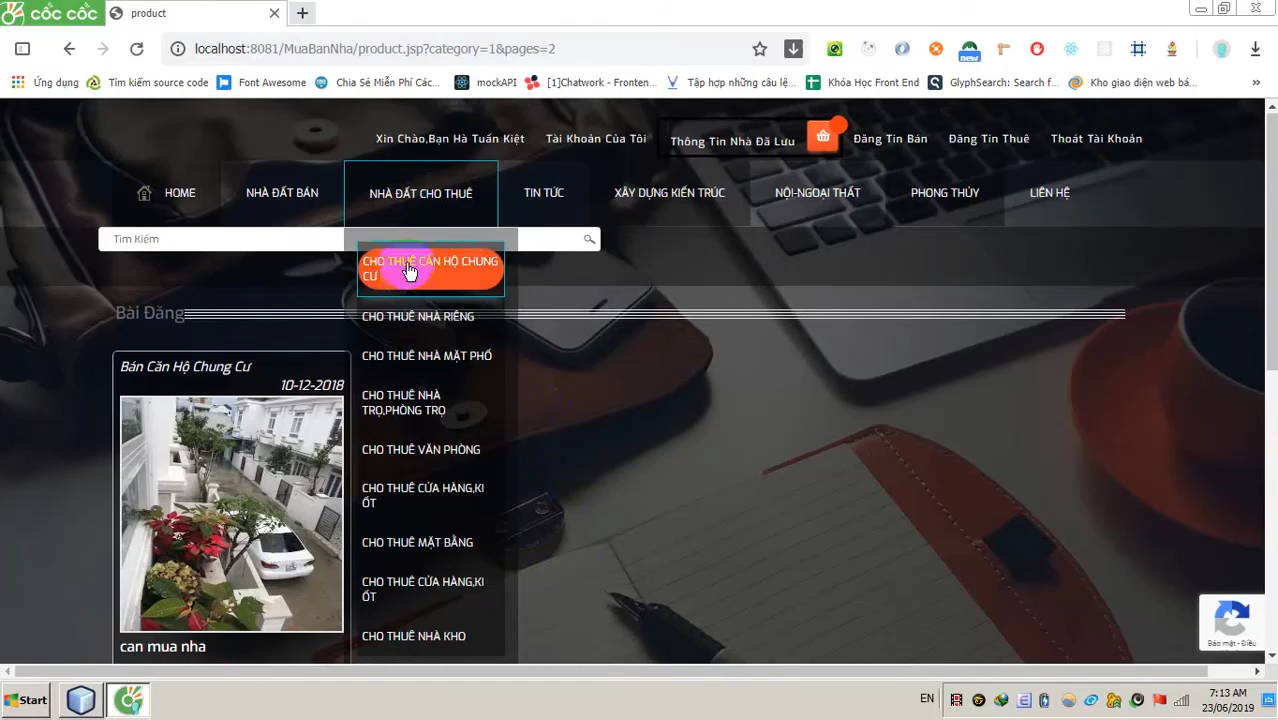 cốc cốc
product
localhost:8081/MuaBanNha/product.jsp?category=1&pages=2
new
Ứng dụng
Tìm kiếm source code
Font Awesome
Chia Sẻ Miễn Phí Các...
mockAPI
[1]Chatwork - Fronten...
Tập hợp những câu lệ...
Khóa Học Front End
GlyphSearch: Search f...
Kho giao diện web bá...
Xin Chào,Bạn Hà Tuấn Kiệt
Tài Khoản Của Tôi
Thông Tin Nhà Đã Lưu
Đăng Tin Bán
Đăng Tin Thuê
Thoát Tài Khoản
HOME
NHÀ ĐẤT BÁN
NHÀ ĐẤT CHO THUÊ
TIN TỨC
XÂY DỰNG KIẾN TRÚC
NỘI-NGOẠI THẤT
PHONG THỦY
LIÊN HỆ
Tìm Kiếm
CHO THUÊ CĂN HỘ CHUNG
CƯ
CHO THUÊ NHÀ RIÊNG
CHO THUÊ NHÀ MẶT PHỐ
CHO THUÊ NHÀ
TRỌ,PHÒNG TRỌ
CHO THUÊ VĂN PHÒNG
CHO THUÊ CỬA HÀNG,KI
ỐT
CHO THUÊ MẶT BẰNG
CHO THUÊ CỬA HÀNG,KI
ỐT
CHO THUÊ NHÀ KHO
Bài Đăng
Bán Căn Hộ Chung Cư
10-12-2018
can mua nha
Bảo mật - Điều
Start
EN
7:13 AM
23/06/2019